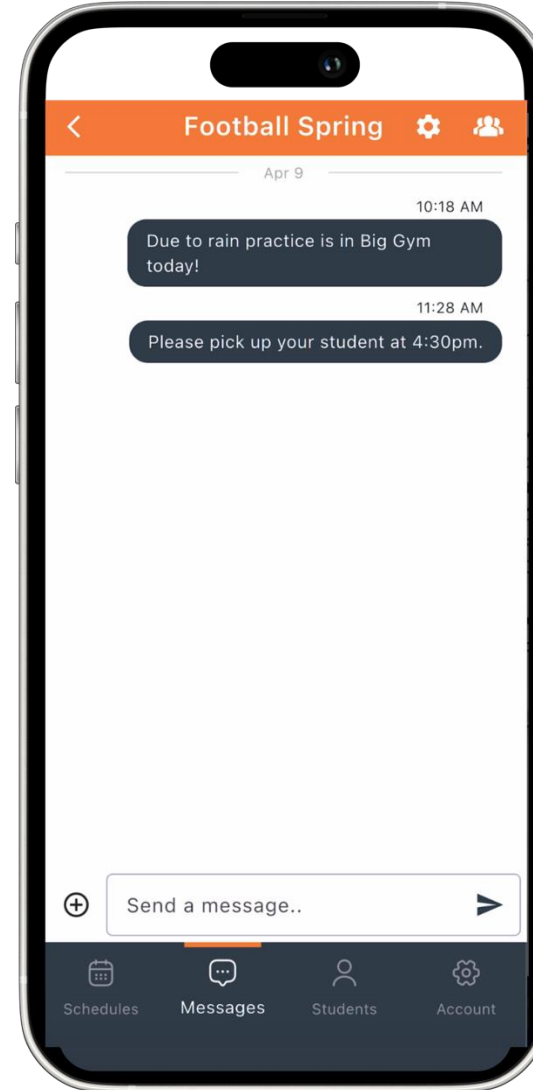 Football Spring
Apr 9
10:18 AM
Due to rain practice is in Big Gym
today!
11:28 AM
Please pick up your student at 4:30pm.
Send a message..
Schedules
Messages
Students
Account